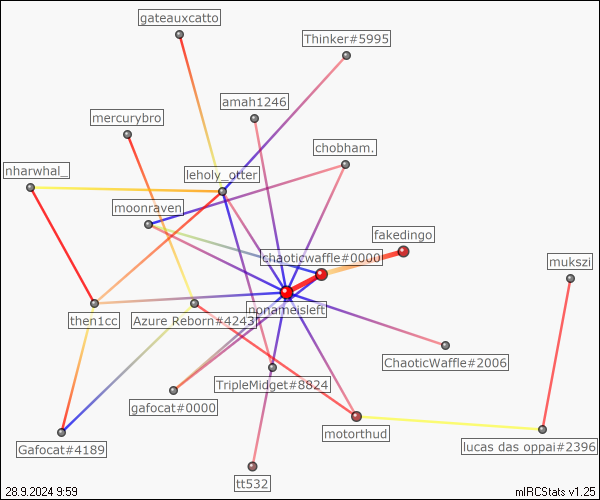 gateauxcatto
Thinker#5995
amah1246
mercurybro
chobham.
nharwhal_
leholy_otter
moonraven
fakedingo
chaoticwaffle#0000
mukszi
nonameisleft
then1cc
Azure Reborn#4243
ChaoticWaffle#2006
TripleMidget#8824
gafocat#0000
motorthud
Gafocat#4189
lucas das oppai#2396
tt532
28.9.2024 9:59
mIRCStats v1.25